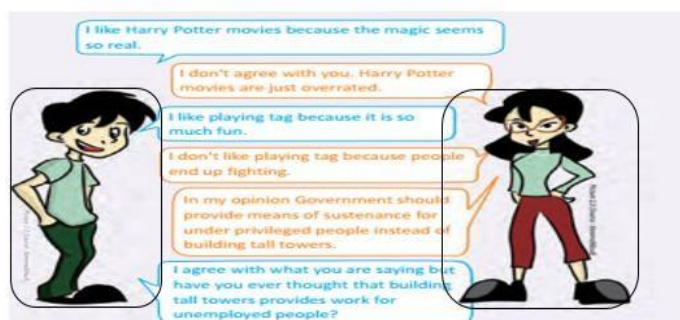 I like Harry Potter movies because the magic seems
so real.
I don't agree with you. Harry Potter
movies are just overrated.
I like playing tag because it is so
much fun.
I don't like playing tag because people
end up fighting.
In my opinion Government should
provide means of sustenance for
under privileged people instead of
building tall towers.
I agree with what you are saying but
have you ever thought that building
tall towers provides work for
unemployed people?